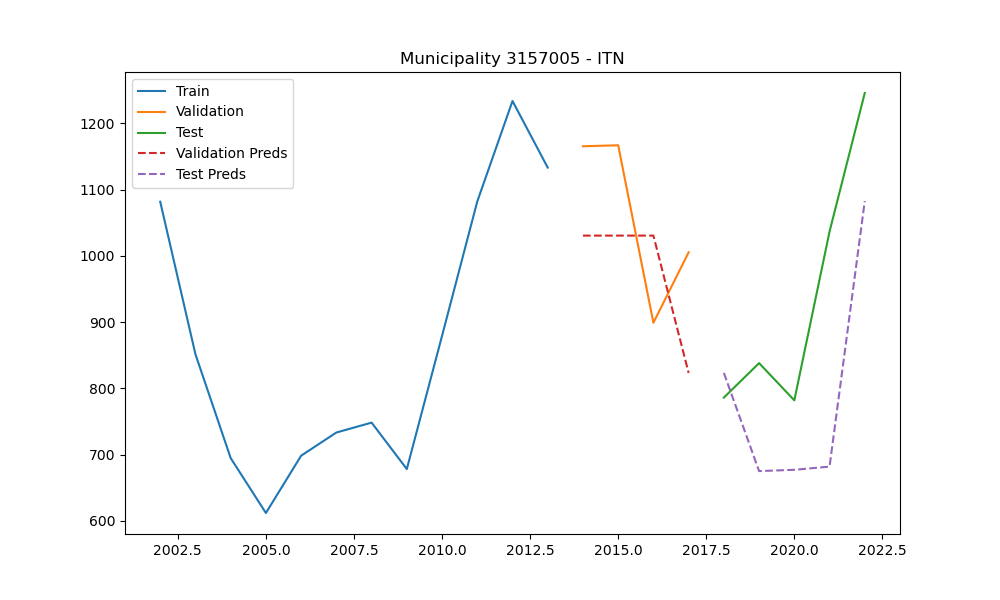 Municipality 3157005 - ITN
Train
Validation
Test
Validation Preds
Test Preds
1200
1100
1000
900
800
700
600
2002.5 2005.0 2007.5 2010.0 2012.5 2015.0 2017.5 2020.0 2022.5